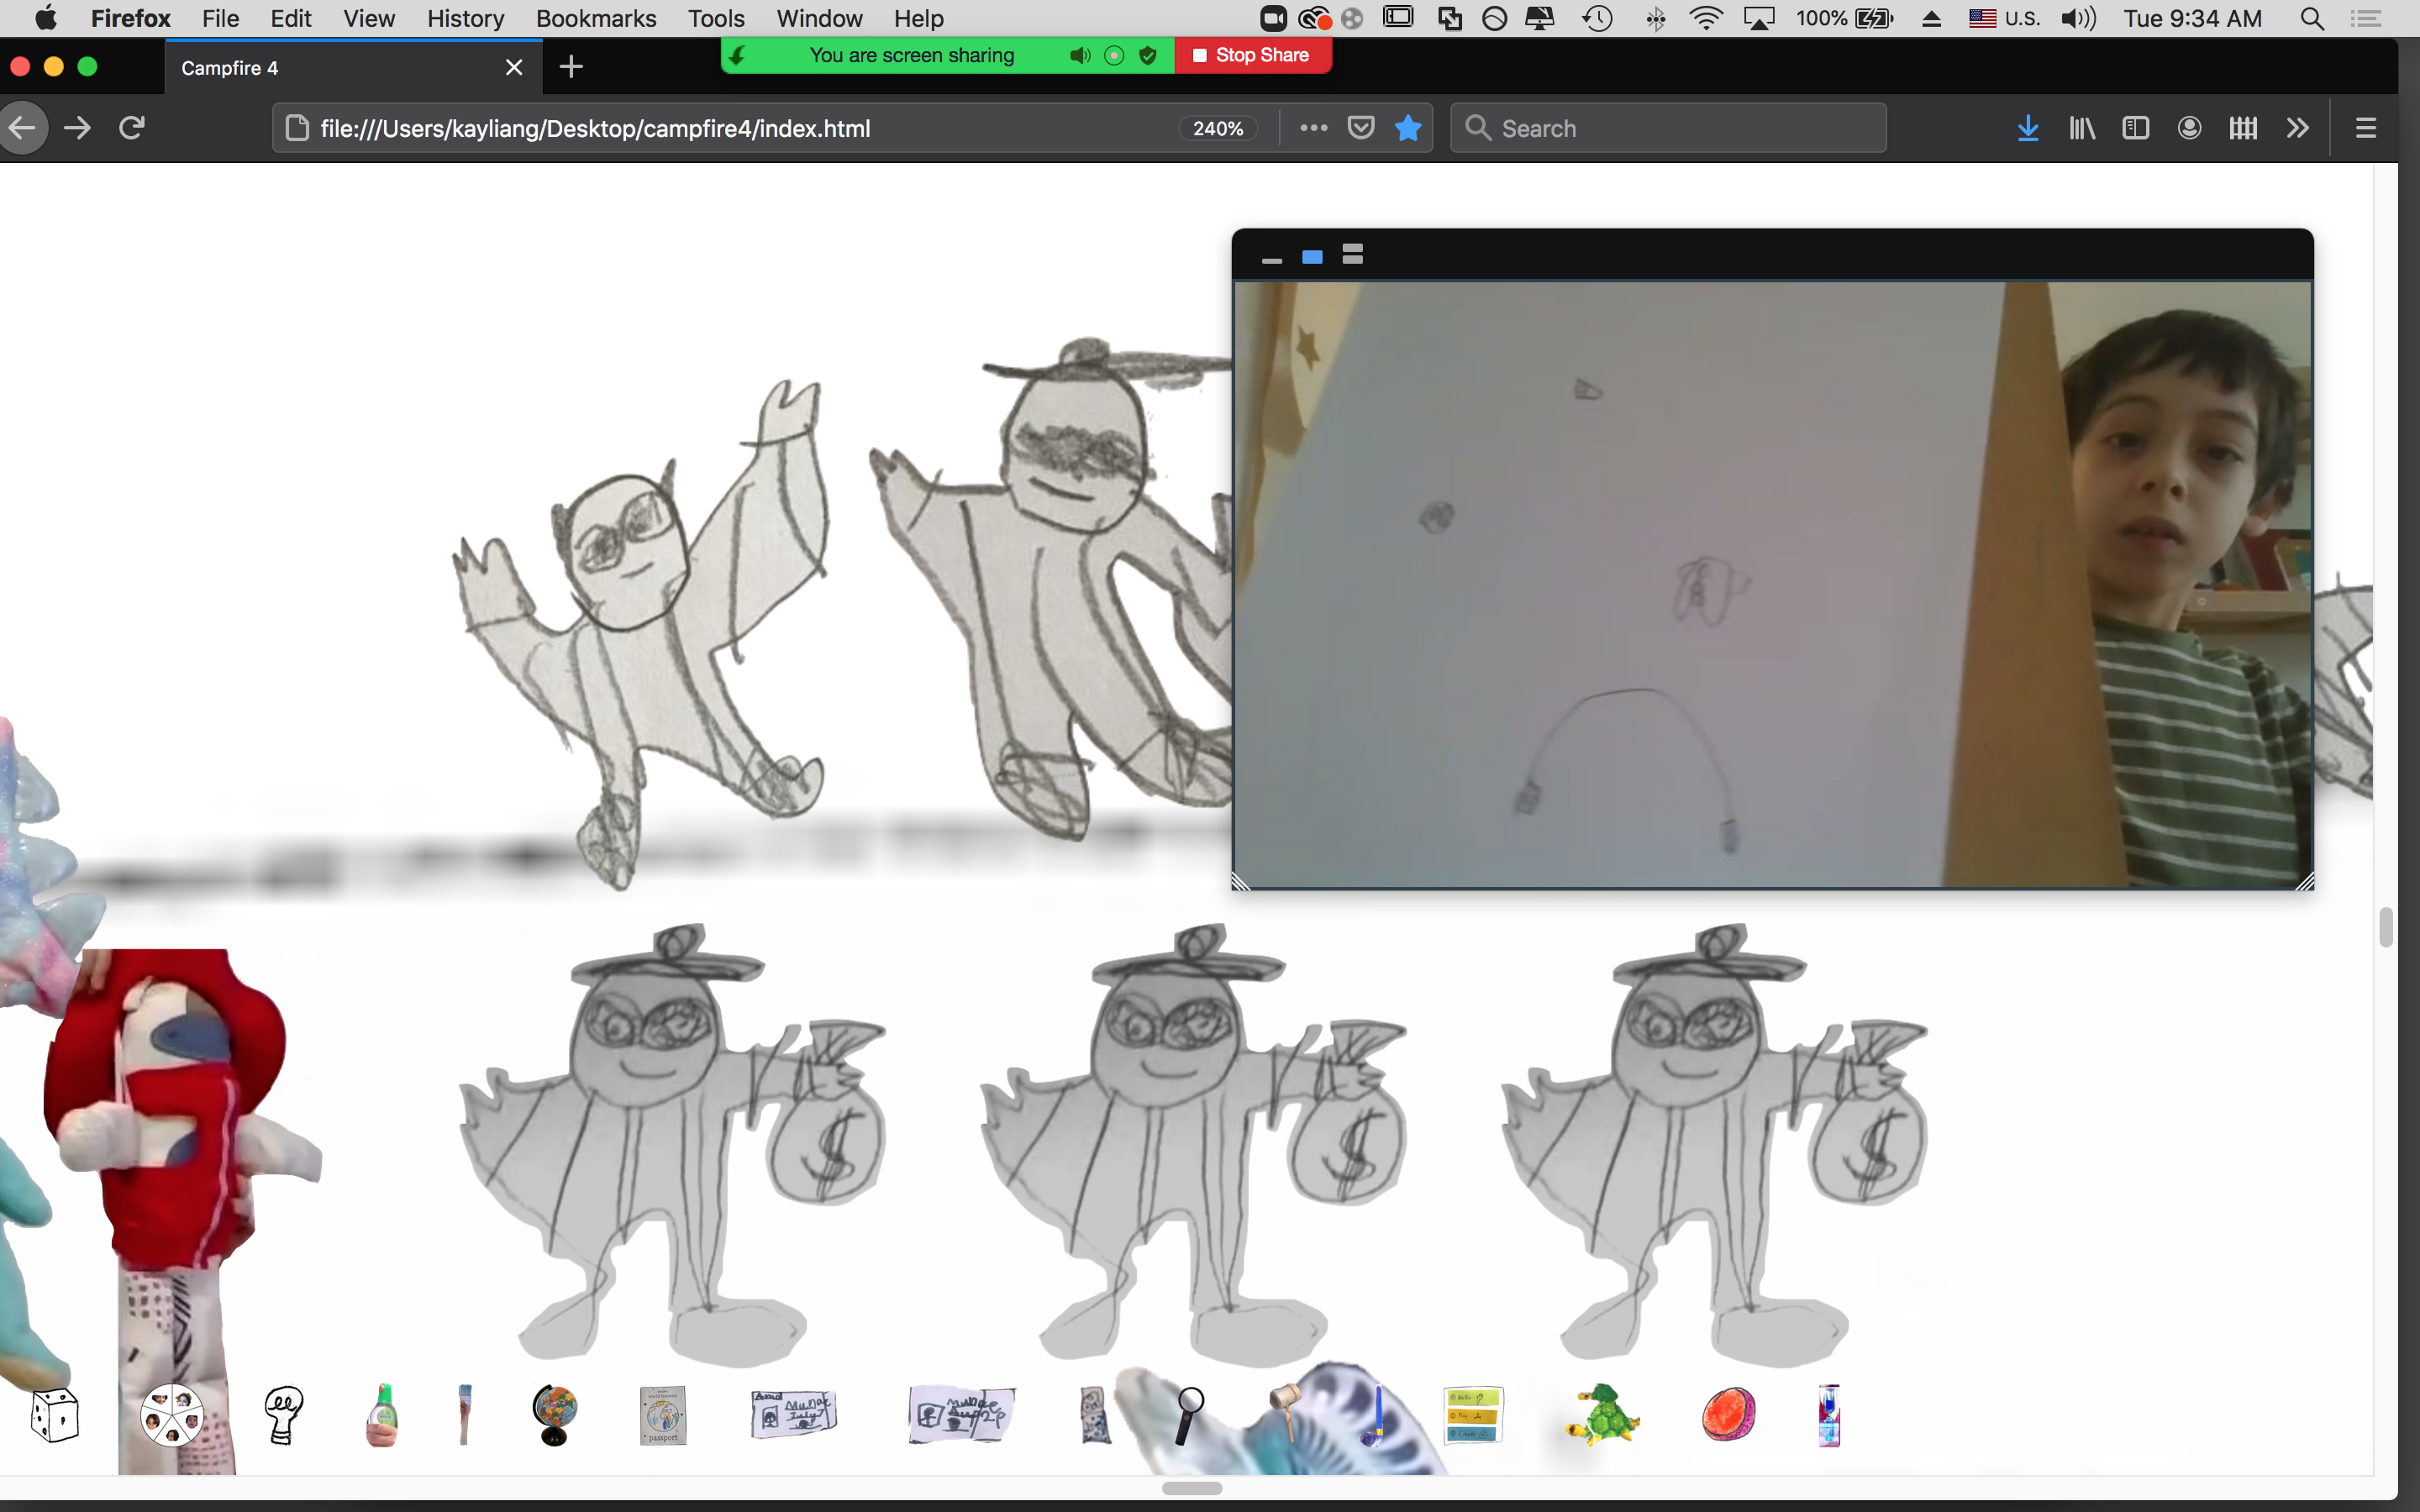 Firefox File Edit View History Bookmarks Tools Window Help 100% U.S. Tue 9:34 AM
Campfire 4
You are screen sharing
Stop Share
file:///Users/kayliang/Desktop/campfire4/index.html
240%
Search
$ $ $
passport